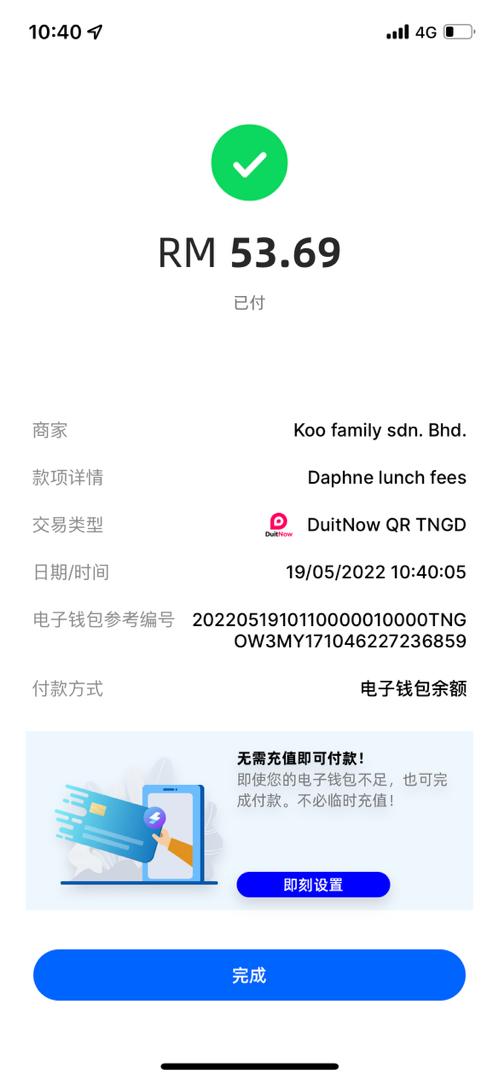 10:40
4G
RM 53.69
已付
商家 Koo family sdn. Bhd.
款项详情 Daphne lunch fees
交易类型 DuitNow DuitNow QR TNGD
日期/时间 19/05/2022 10:40:05
电子钱包参考编号 2022051910110000010000TNG
OW3MY171046227236859
付款方式 电子钱包余额
无需充值即可付款！
即使您的电子钱包不足，也可完
成付款。不必临时充值！
即刻设置
完成